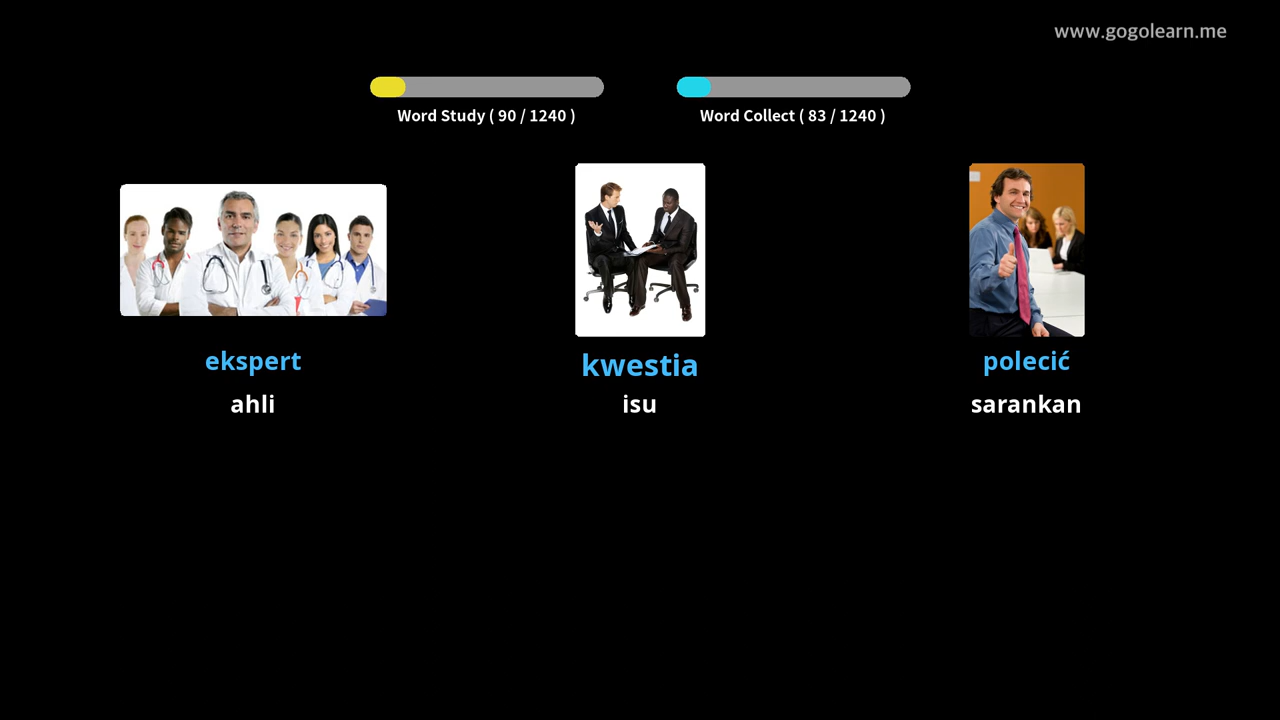 www.gogolearn.me
Word Study ( 90 / 1240 )
Word Collect ( 83 / 1240 )
ekspert
kwestia
polecić
ahli
isu
sarankan